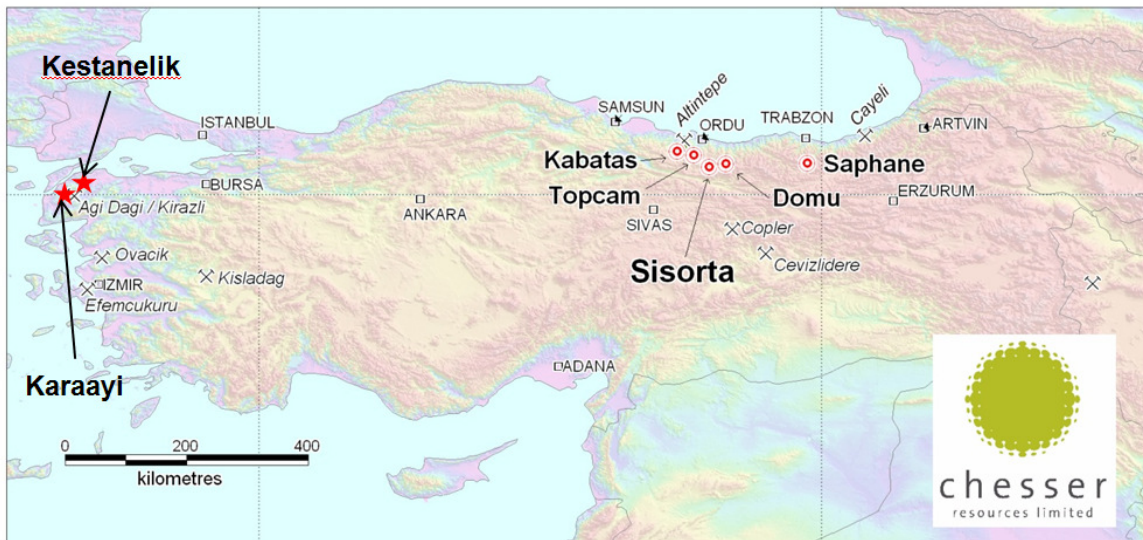 Kestanelik
ISTANBUL
BURSA
Agi Dagi / Kirazli
Ovacik
IZMIR
Efemcukuru
Kisladag
Karaayi
ANKARA
SAMSUN
Altintepe
ORDU
TRABZON
Cayeli
ARTVIN
Kabatas
Topcam
Domu
Saphane
ERZURUM
SIVAS
Copler
Sisorta
Cevizlidere
ADANA
0 200 400
kilometres
chesser
resources limited